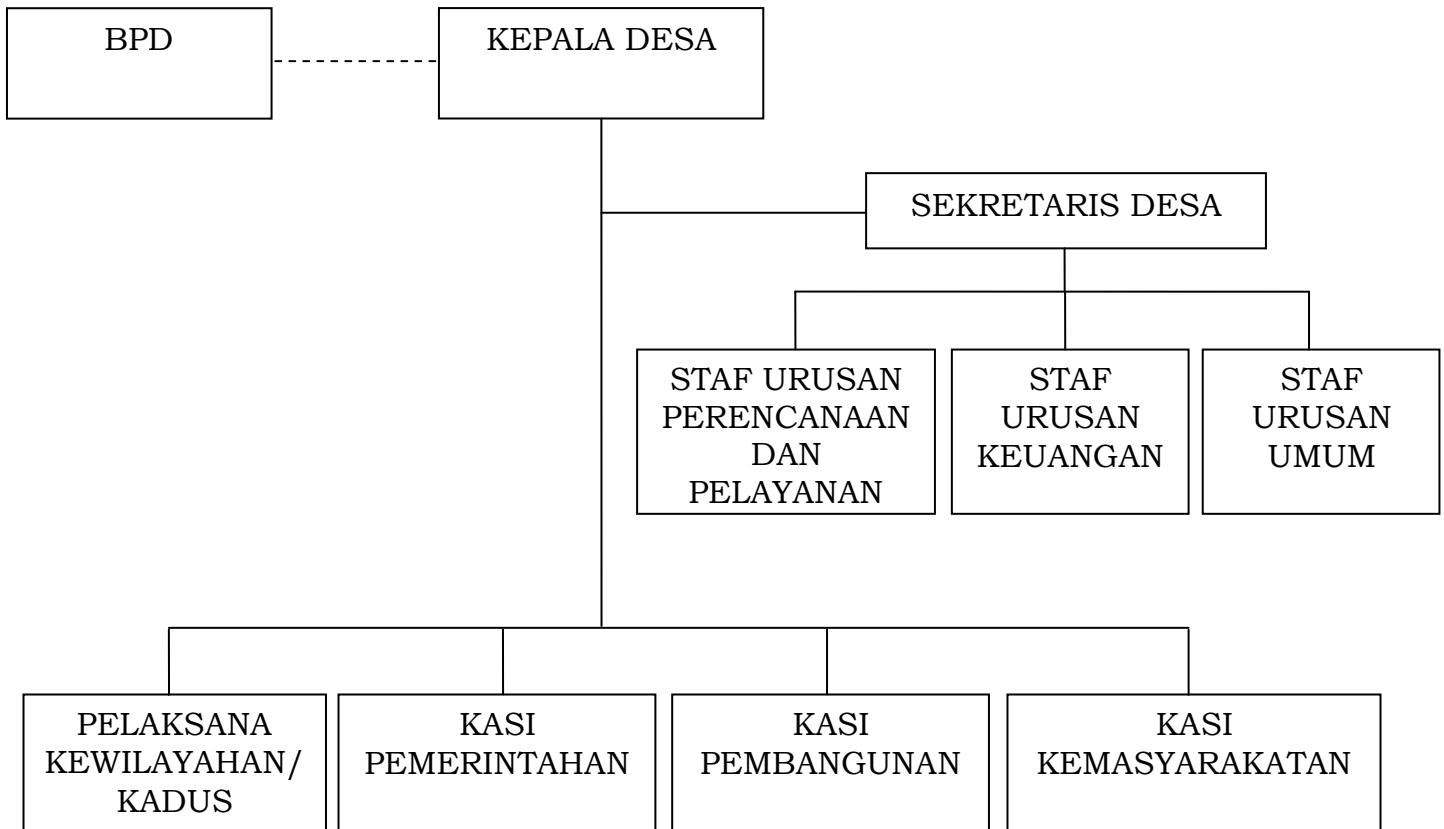 BPD
KEPALA DESA
SEKRETARIS DESA
STAF URUSAN
PERENCANAAN
DAN
PELAYANAN
STAF
URUSAN
KEUANGAN
STAF
URUSAN
UMUM
PELAKSANA
KEWILAYAHAN/
KADUS
KASI
PEMERINTAHAN
KASI
PEMBANGUNAN
KASI
KEMASYARAKATAN